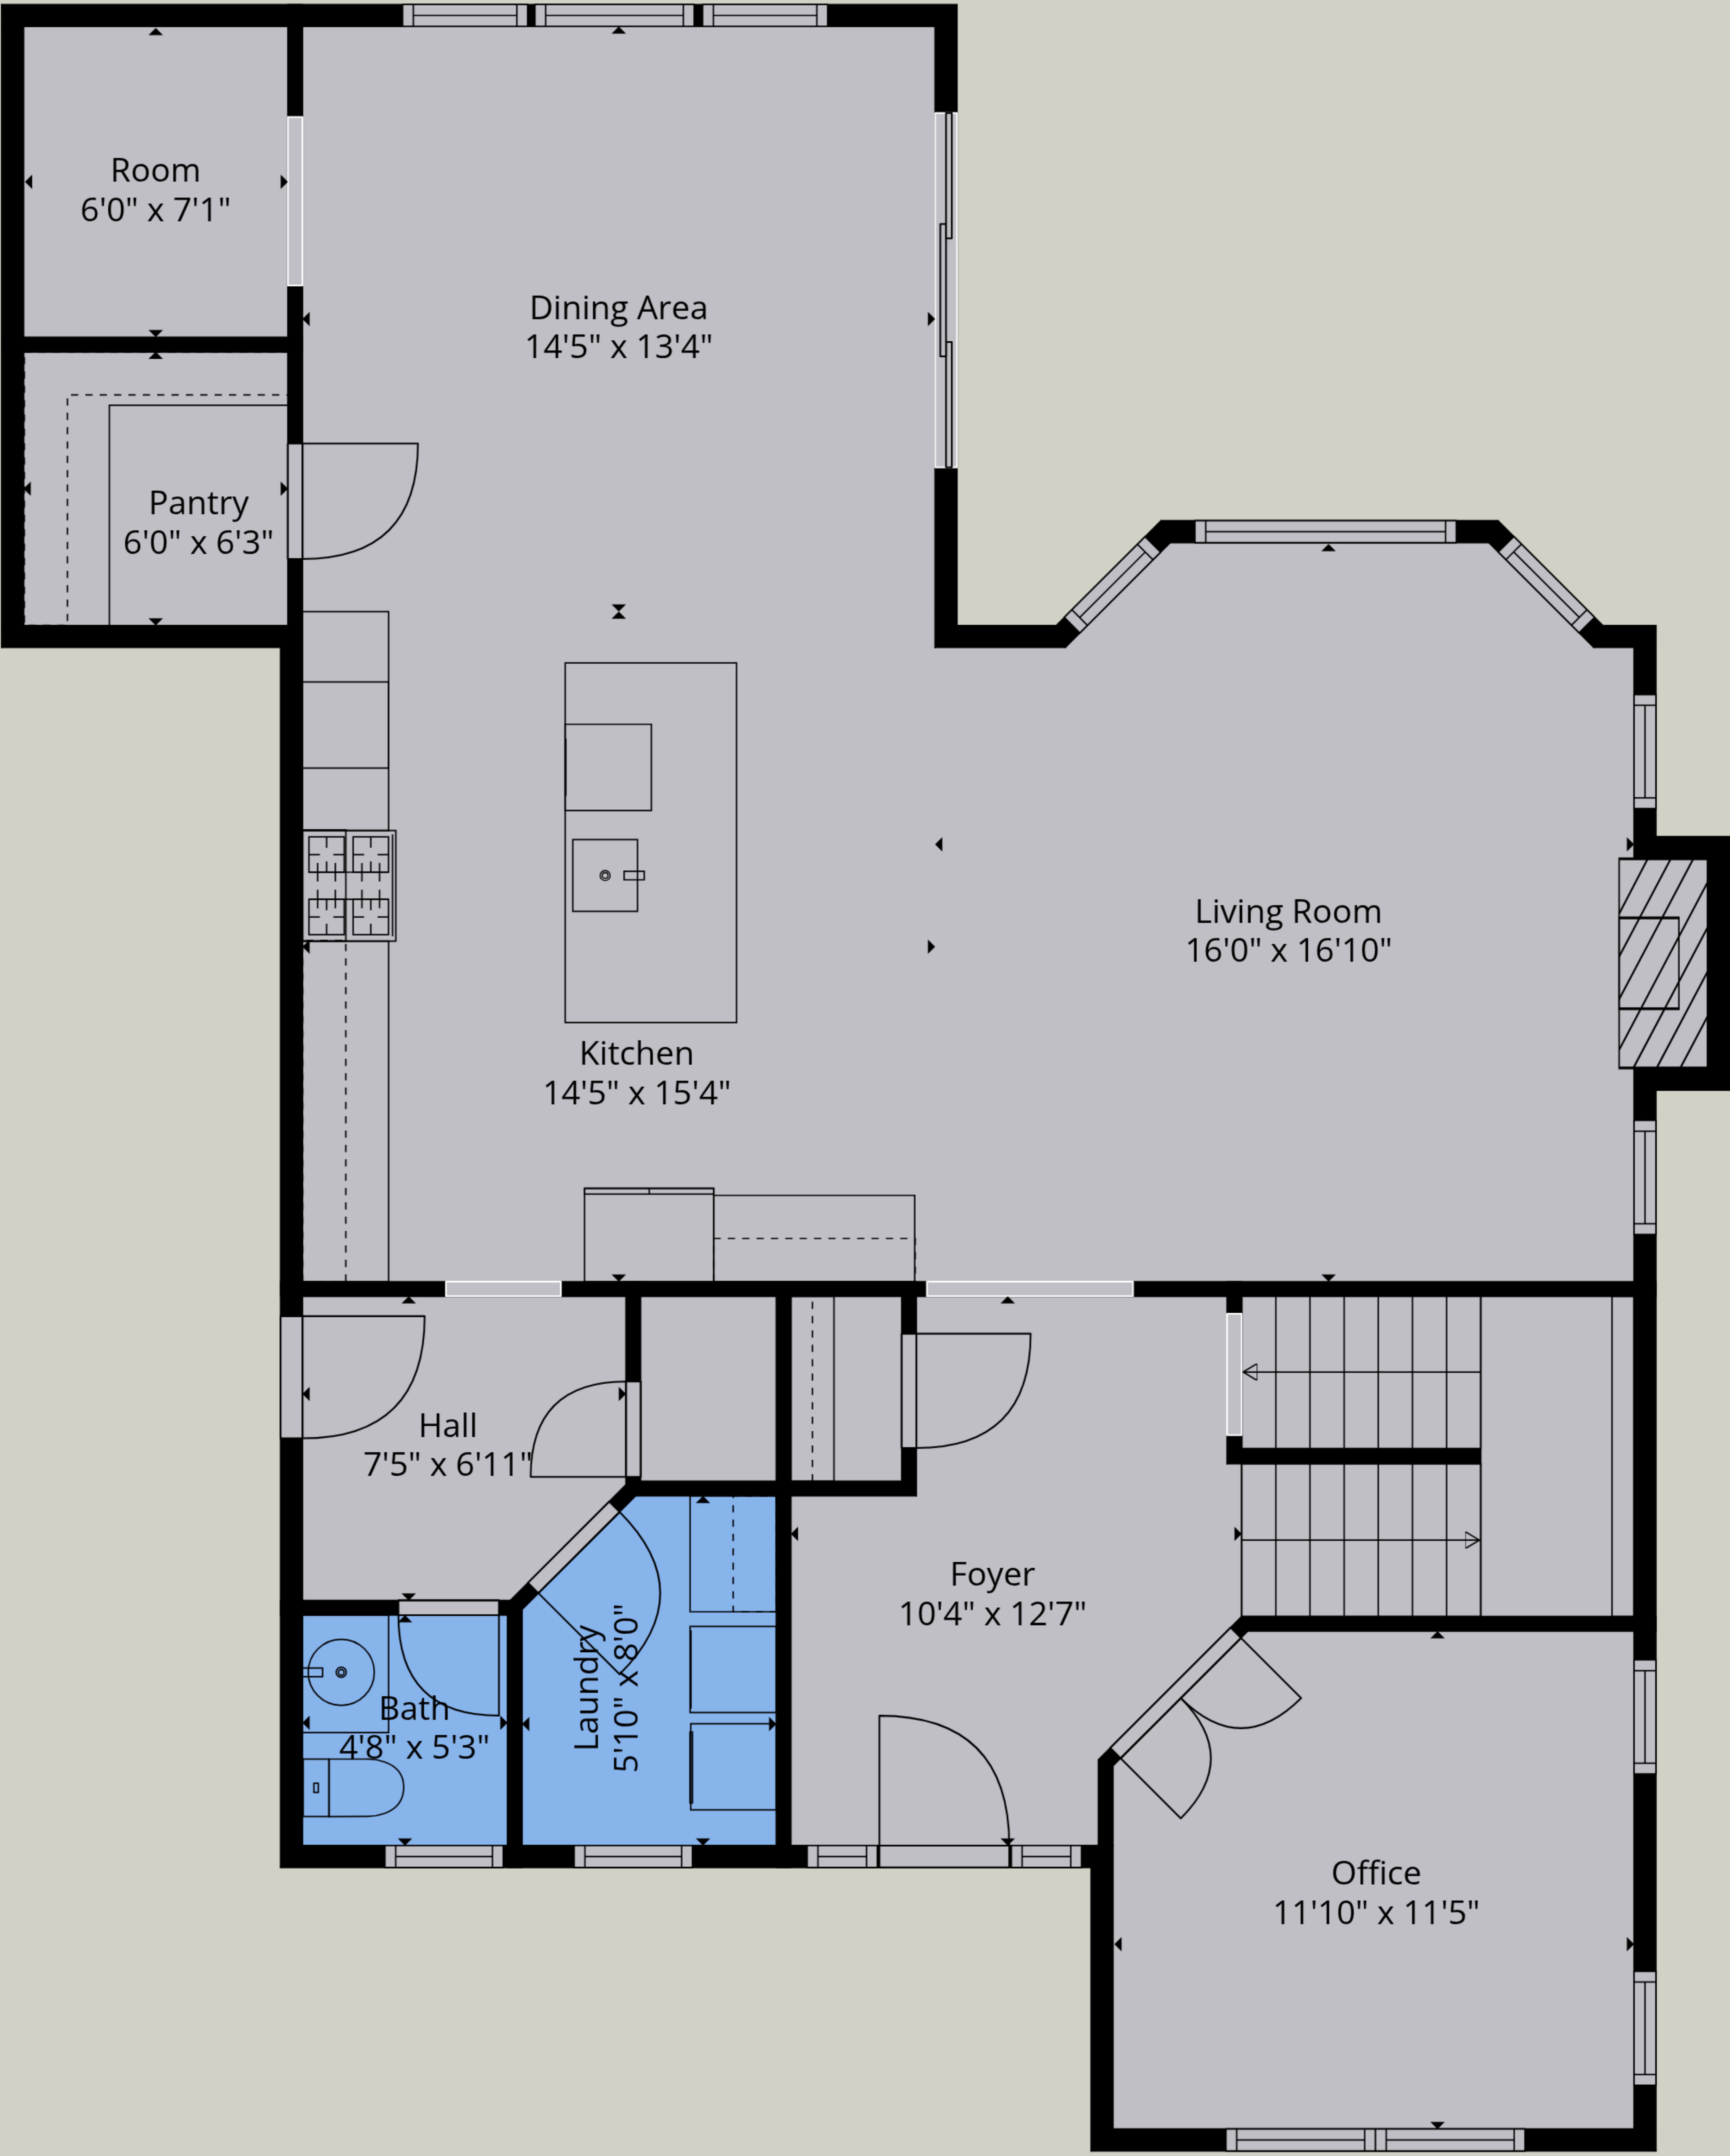 Room
6'0" x 7'1"
Dining Area
14'5" x 13'4"
Pantry
6'0" x 6'3"
Living Room
16'0" x 16'10"
Kitchen
14'5" x 15'4"
Hall
7'5" x 6'11"
Foyer
10'4" x 12'7"
Laundry
5'10" x 8'0"
Bath
4'8" x 5'3"
Office
11'10" x 11'5"